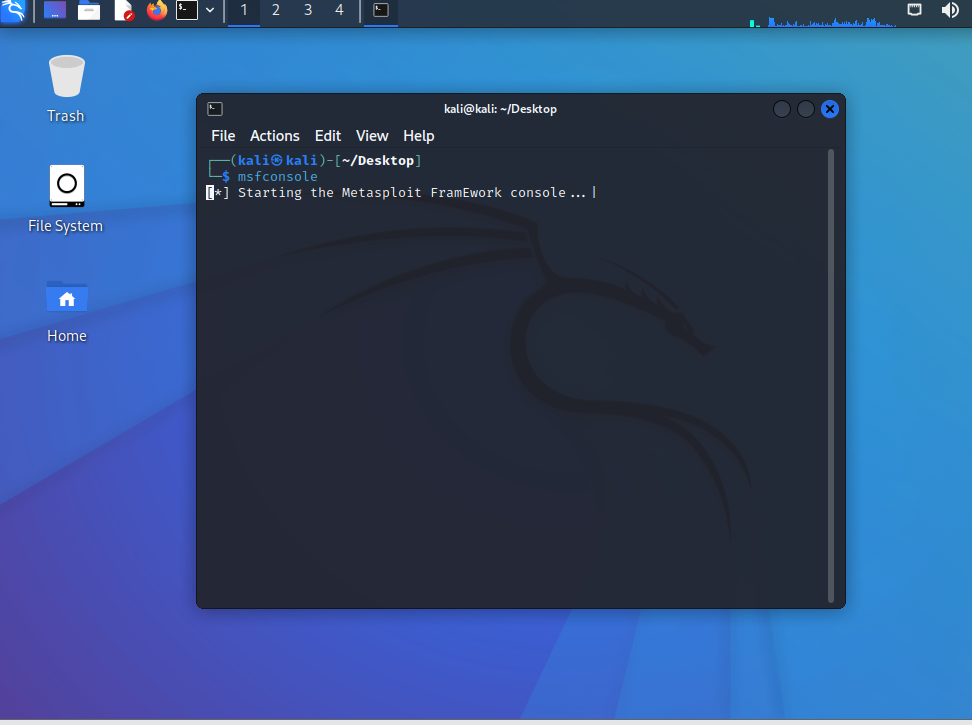 1 2 3 4
Trash
File System
Home
kali@kali: ~/Desktop
File Actions Edit View Help
┌──(kali㉿kali)-[~/Desktop]
└─$ msfconsole
[*] Starting the Metasploit FramEwork console...|